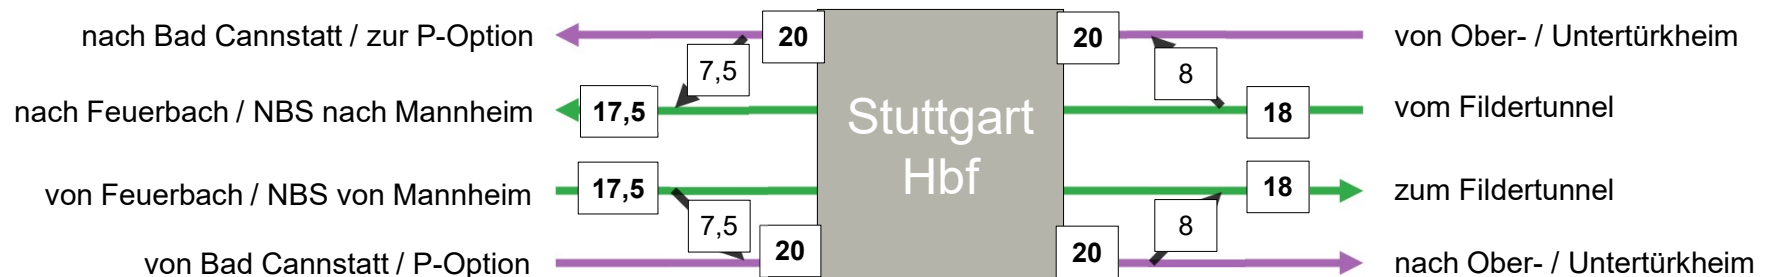 nach Bad Cannstatt / zur P-Option
20
20
von Ober- / Untertürkheim
7,5
8
nach Feuerbach / NBS nach Mannheim
17,5
Stuttgart
Hbf
18
vom Fildertunnel
von Feuerbach / NBS von Mannheim
17,5
18
zum Fildertunnel
7,5
8
von Bad Cannstatt / P-Option
20
20
nach Ober- / Untertürkheim